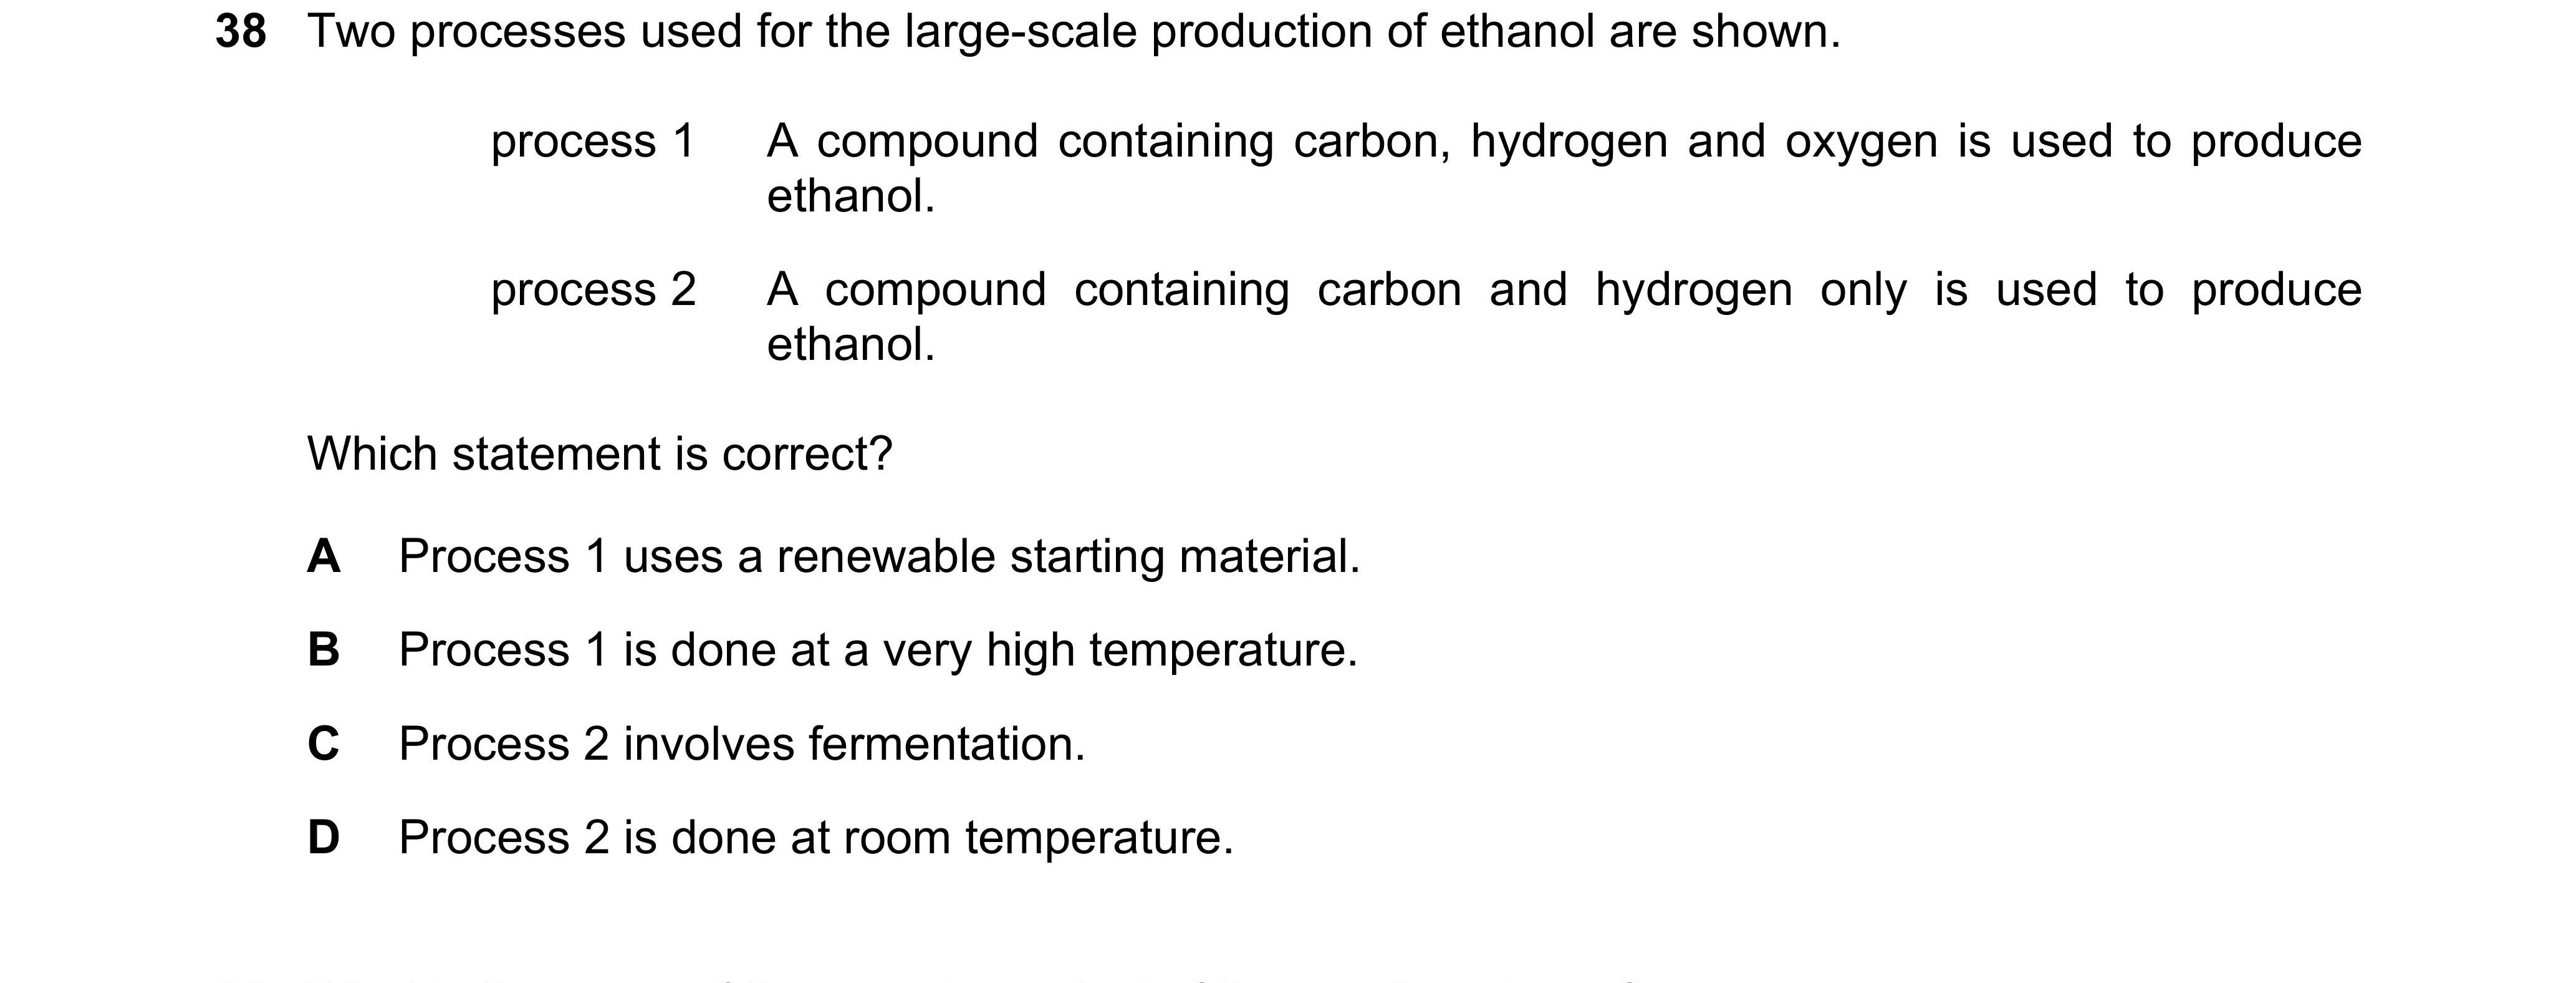 38 Two processes used for the large-scale production of ethanol are shown.
process 1 A compound containing carbon, hydrogen and oxygen is used to produce
ethanol.
process 2 A compound containing carbon and hydrogen only is used to produce
ethanol.
Which statement is correct?
A Process 1 uses a renewable starting material.
B Process 1 is done at a very high temperature.
C Process 2 involves fermentation.
D Process 2 is done at room temperature.